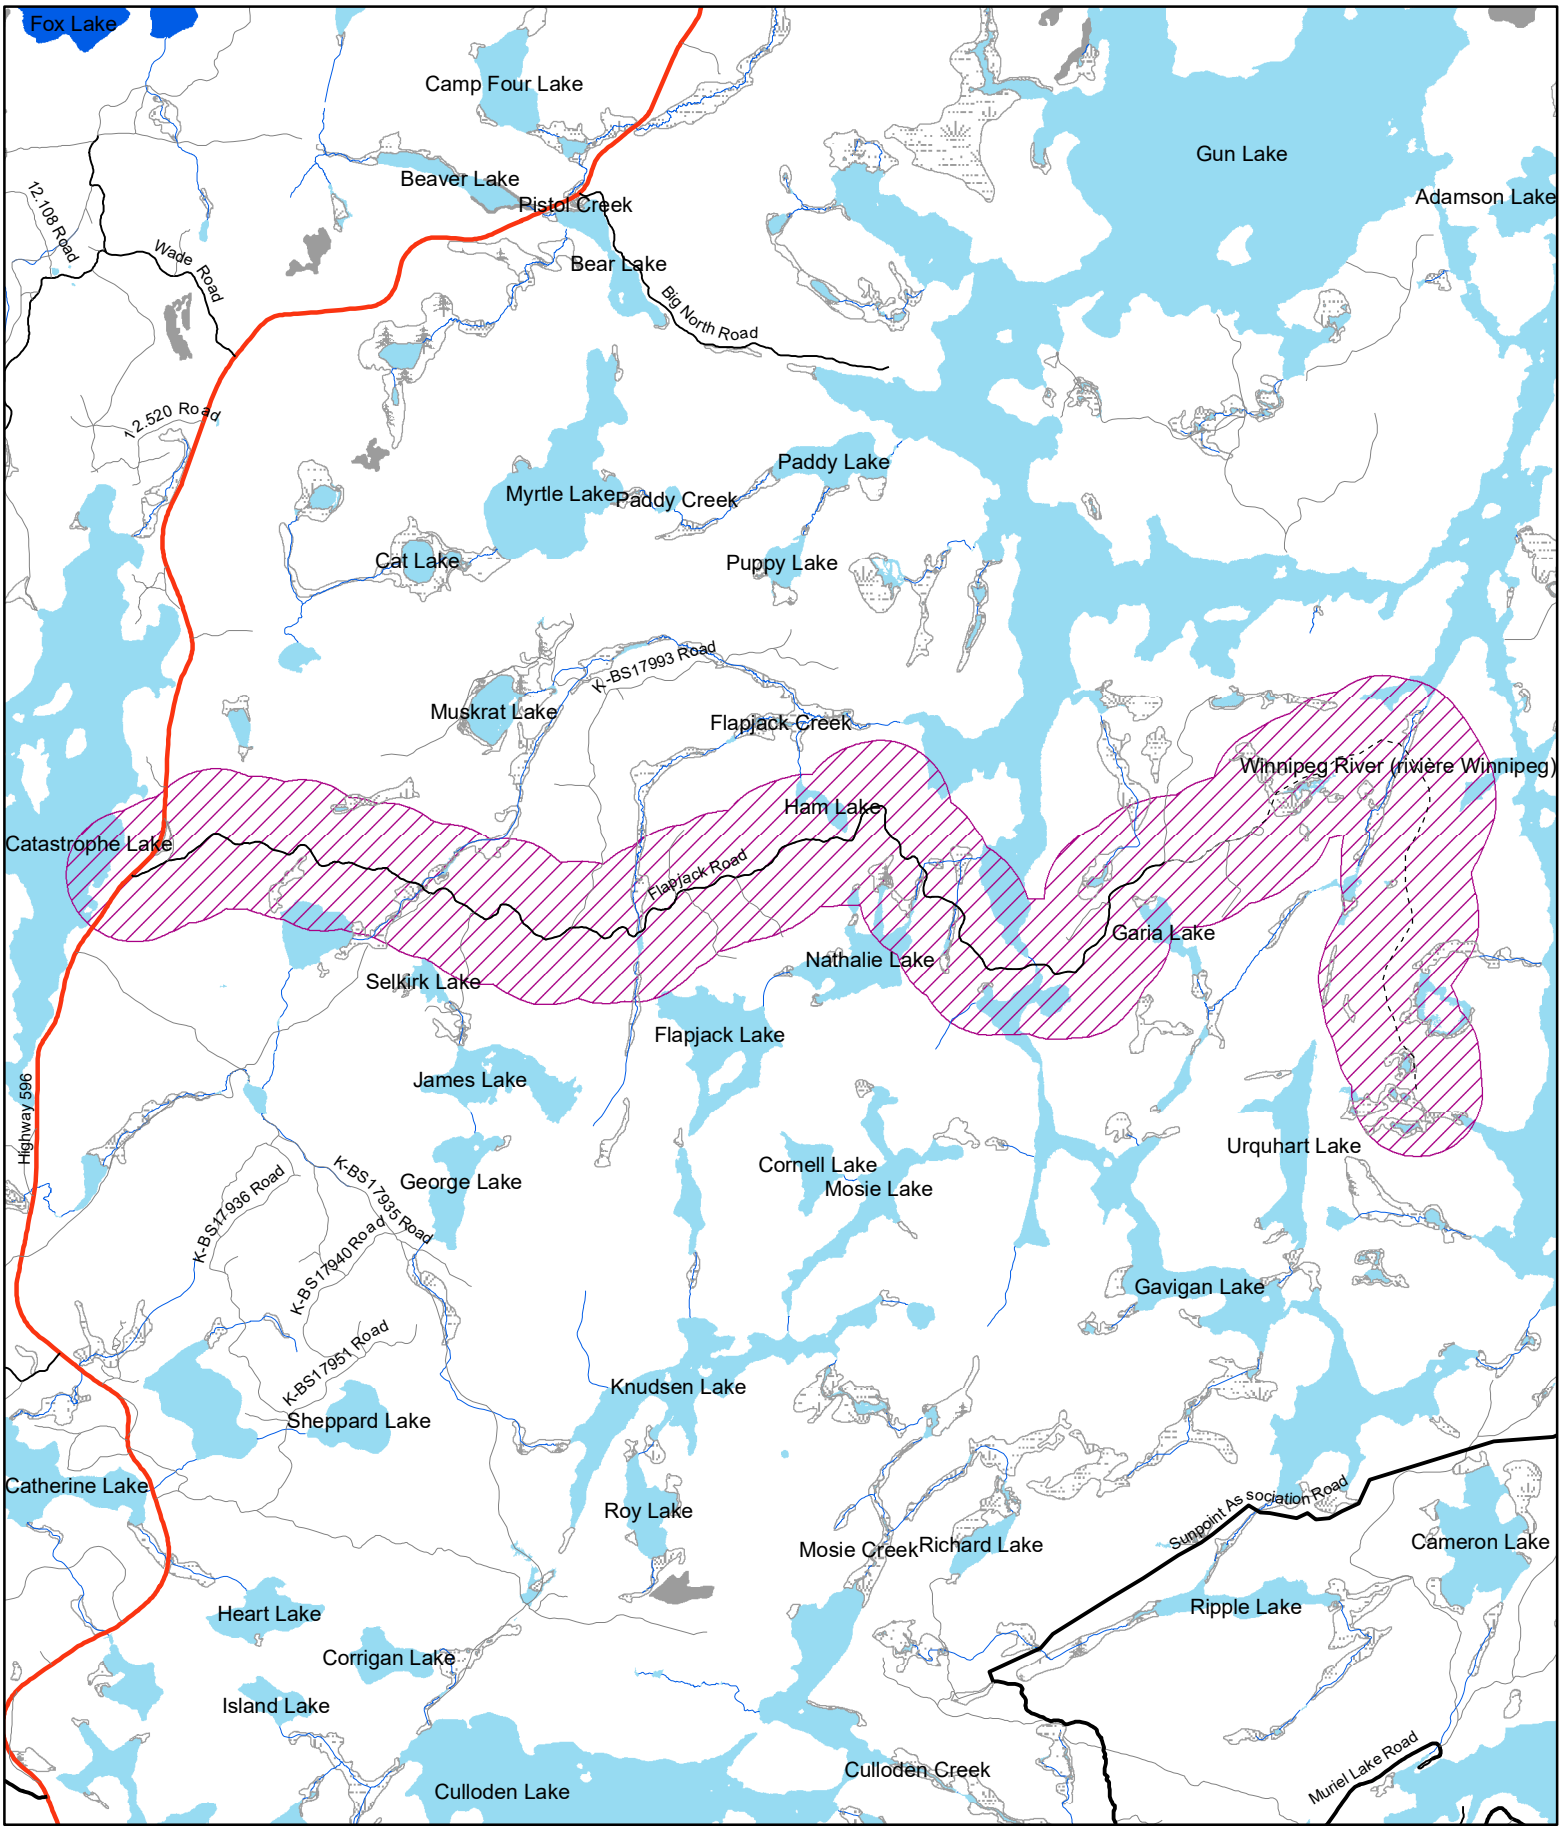 Fox Lake
Camp Four Lake
Gun Lake
Beaver Lake
Adamson Lake
Pistol Creek
12.108 Road
Wade Road
Bear Lake
Big North Road
12.520 Road
Paddy Lake
Myrtle Lake
Paddy Creek
Cat Lake
Puppy Lake
K-BS17993 Road
Muskrat Lake
Flapjack Creek
Winnipeg River (rivière Winnipeg)
Ham Lake
Catastrophe Lake
Flapjack Road
Garia Lake
Nathalie Lake
Selkirk Lake
Flapjack Lake
James Lake
Highway 596
Urquhart Lake
Cornell Lake
George Lake
Mosie Lake
K-BS17935 Road
K-BS17936 Road
K-BS17940 Road
Gavigan Lake
K-BS17951 Road
Knudsen Lake
Sheppard Lake
Catherine Lake
Roy Lake
Sunpoint As sociation Road
Mosie Creek
Richard Lake
Cameron Lake
Ripple Lake
Heart Lake
Corrigan Lake
Island Lake
Culloden Creek
Muriel Lake Road
Culloden Lake